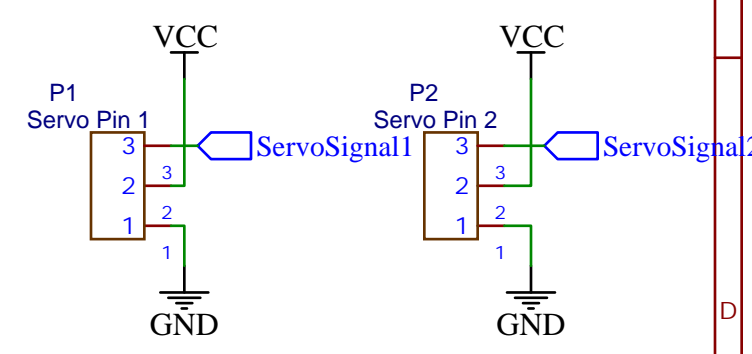 VCC
VCC
P1
P2
Servo Pin 1
Servo Pin 2
3
ServoSignal1
3
ServoSignal2
3
3
2
2
2
2
1
1
1
1
GND
GND
D